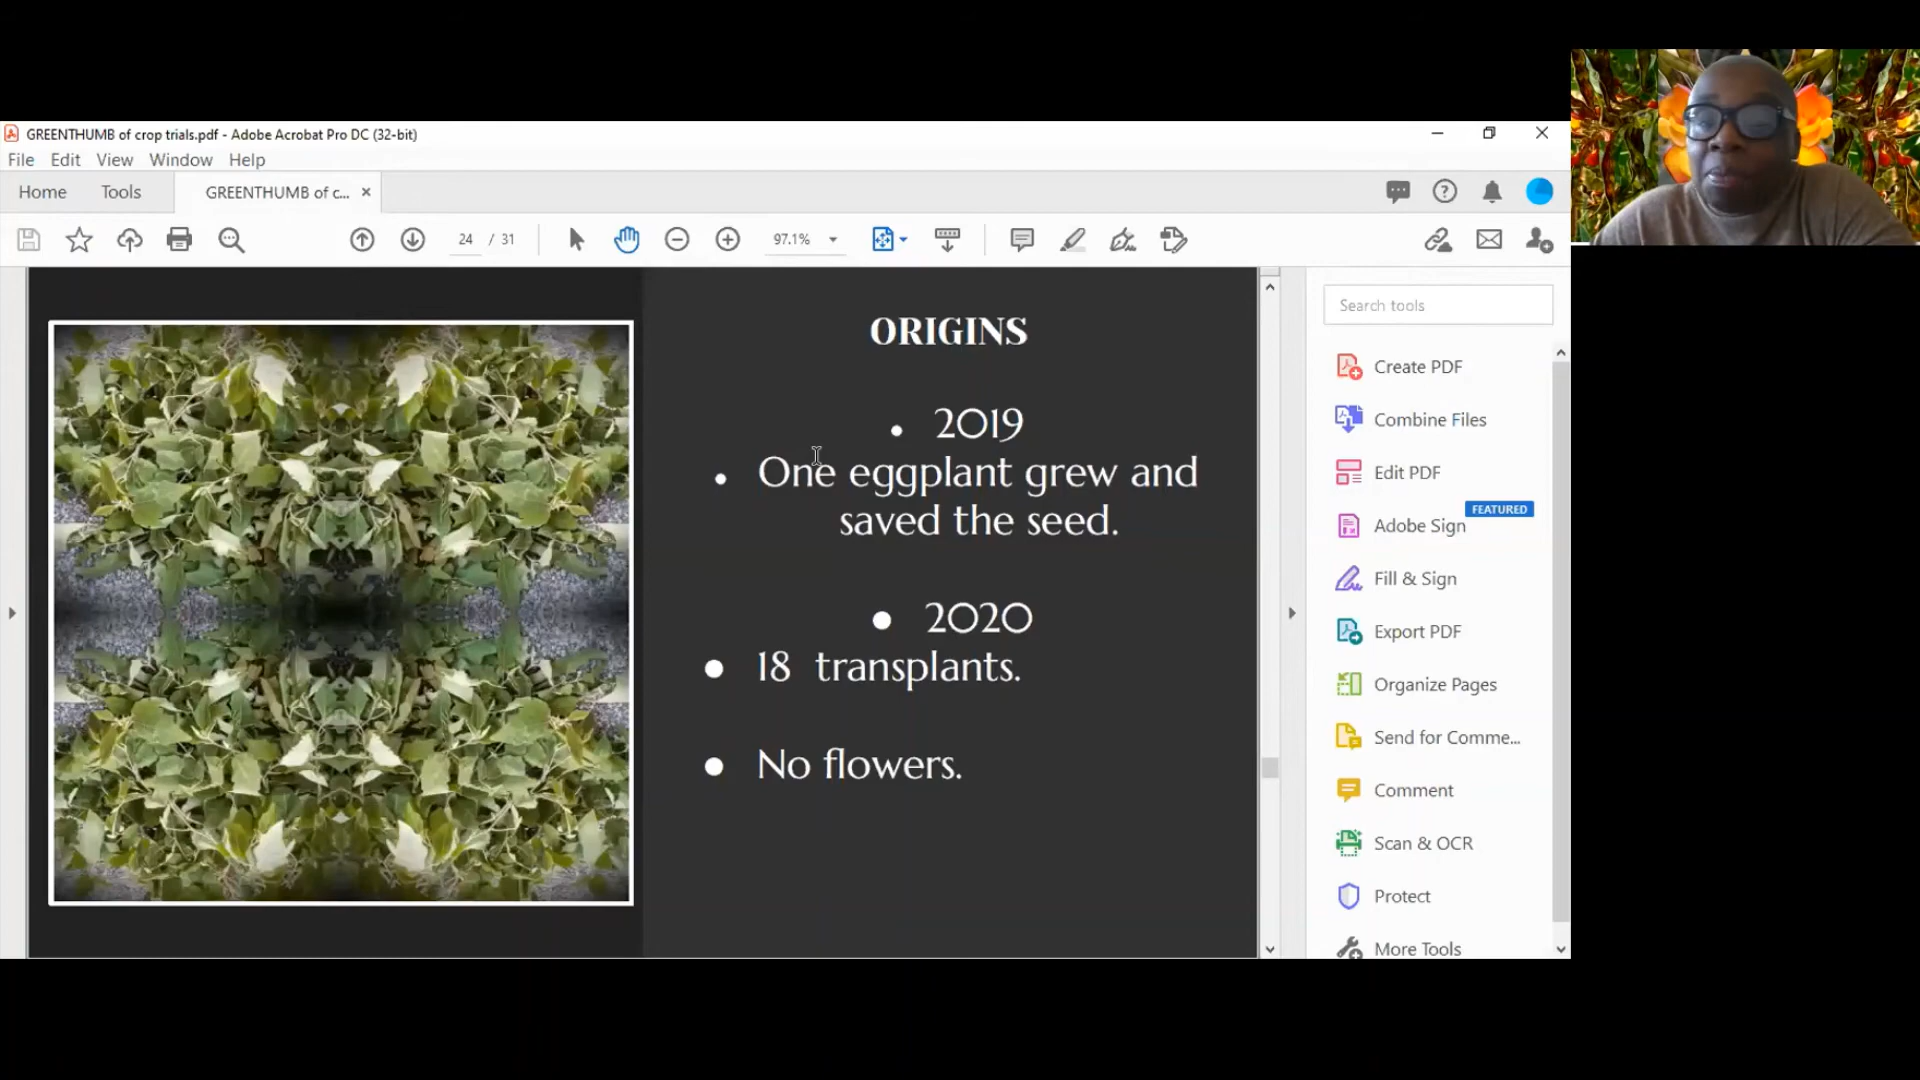 GREENTHUMB of crop trials.pdf - Adobe Acrobat Pro DC (32-bit)
File Edit View Window Help
Home Tools GREENTHUMB of c... ×
24 / 31 97.1%
ORIGINS
• 2019
• One eggplant grew and
saved the seed.
• 2020
• 18 transplants.
• No flowers.
Search tools
Create PDF
Combine Files
Edit PDF
FEATURED
Adobe Sign
Fill & Sign
Export PDF
Organize Pages
Send for Comme...
Comment
Scan & OCR
Protect
More Tools